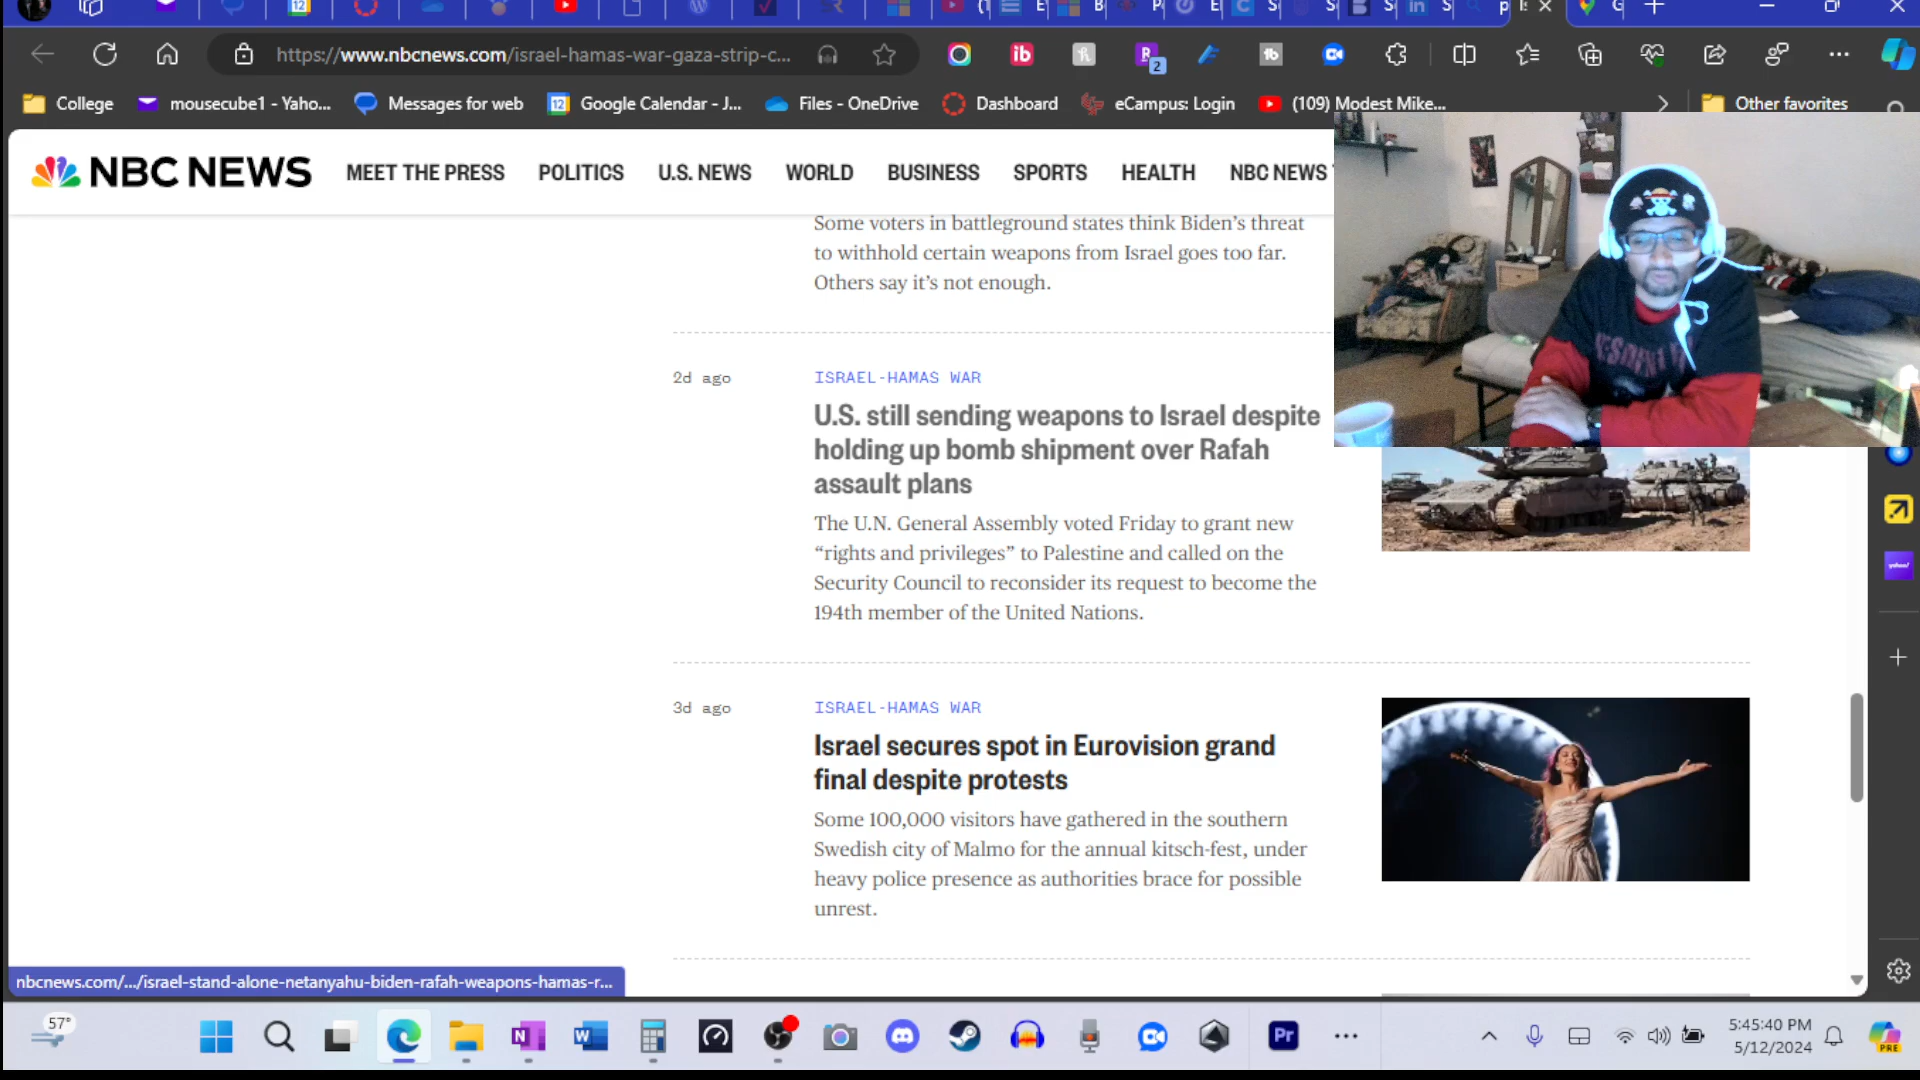 https://www.nbcnews.com/israel-hamas-war-gaza-strip-c...
2
College
mousecube1 - Yaho...
Messages for web
Google Calendar - J...
Files - OneDrive
Dashboard
eCampus: Login
(109) Modest Mike...
Other favorites
NBC NEWS
MEET THE PRESS
POLITICS
U.S. NEWS
WORLD
BUSINESS
SPORTS
HEALTH
NBC NEWS
Some voters in battleground states think Biden’s threat
to withhold certain weapons from Israel goes too far.
Others say it’s not enough.
2d ago
ISRAEL-HAMAS WAR
U.S. still sending weapons to Israel despite
holding up bomb shipment over Rafah
assault plans
The U.N. General Assembly voted Friday to grant new
“rights and privileges” to Palestine and called on the
Security Council to reconsider its request to become the
194th member of the United Nations.
3d ago
ISRAEL-HAMAS WAR
Israel secures spot in Eurovision grand
final despite protests
Some 100,000 visitors have gathered in the southern
Swedish city of Malmo for the annual kitsch-fest, under
heavy police presence as authorities brace for possible
unrest.
nbcnews.com/.../israel-stand-alone-netanyahu-biden-rafah-weapons-hamas-r...
57°
Pr
5:45:40 PM
5/12/2024
PRE